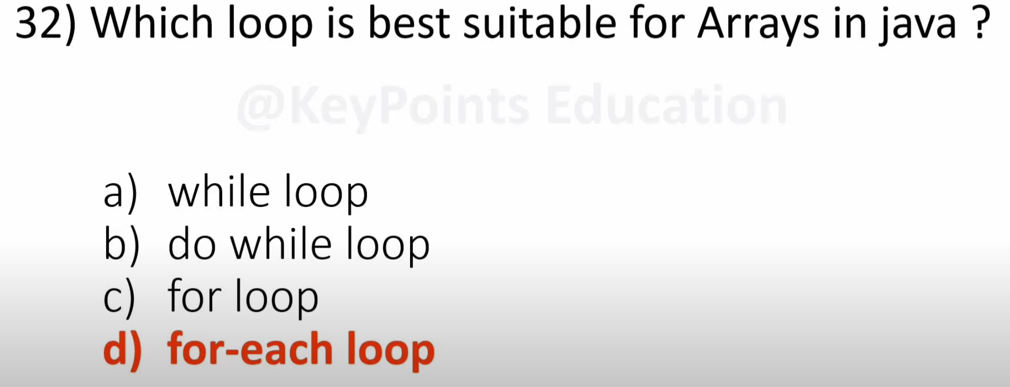 32) Which loop is best suitable for Arrays in java ?
@KeyPoints Education
a) while loop
b) do while loop
c) for loop
d) for-each loop